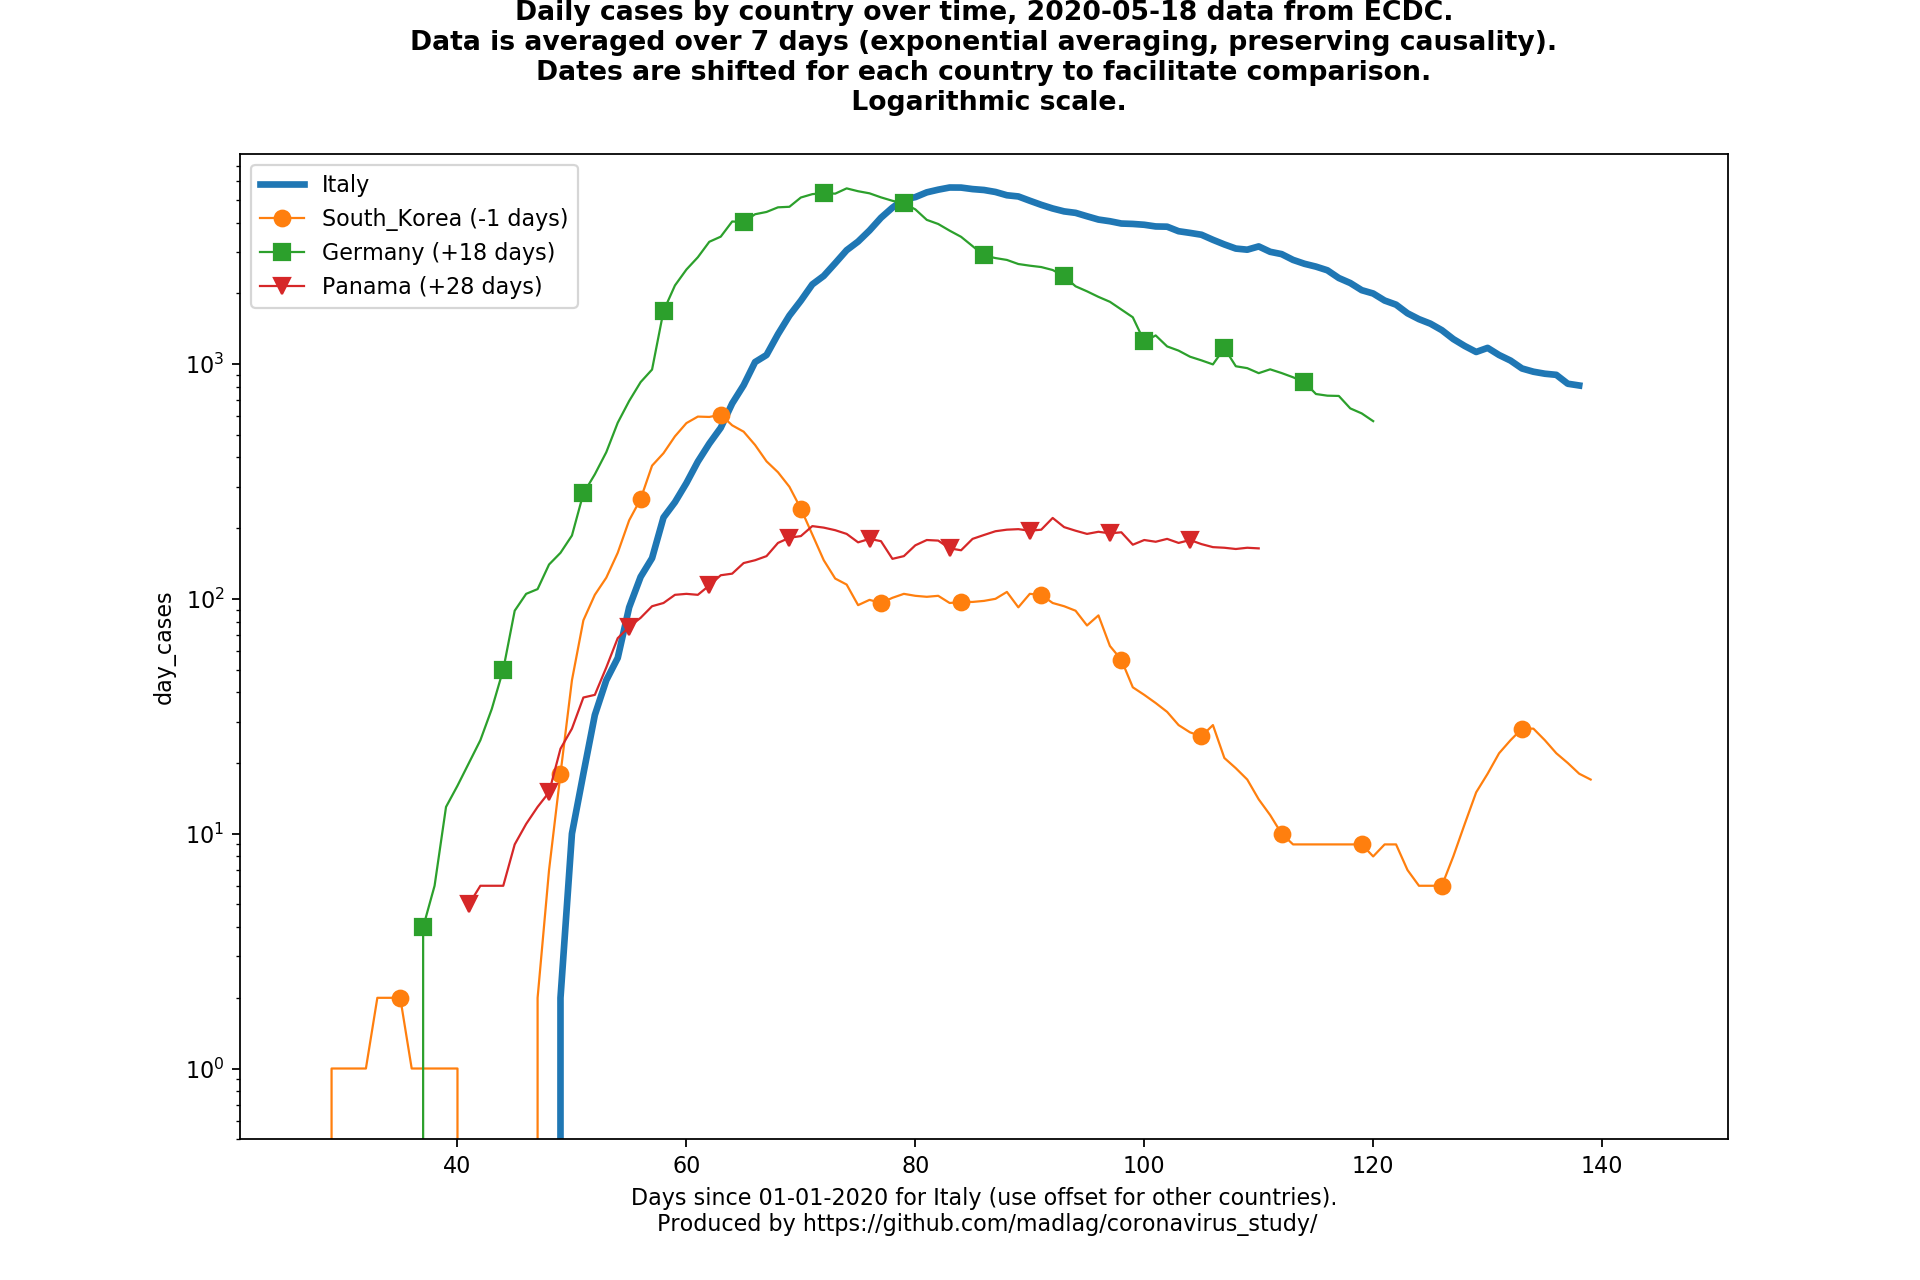 Daily cases by country over time, 2020-05-18 data from ECDC.
Data is averaged over 7 days (exponential averaging, preserving causality).
Dates are shifted for each country to facilitate comparison.
Logarithmic scale.
Italy
South_Korea (-1 days)
Germany (+18 days)
Panama (+28 days)
10³
10²
10¹
10⁰
day_cases
40 60 80 100 120 140
Days since 01-01-2020 for Italy (use offset for other countries).
Produced by https://github.com/madlag/coronavirus_study/